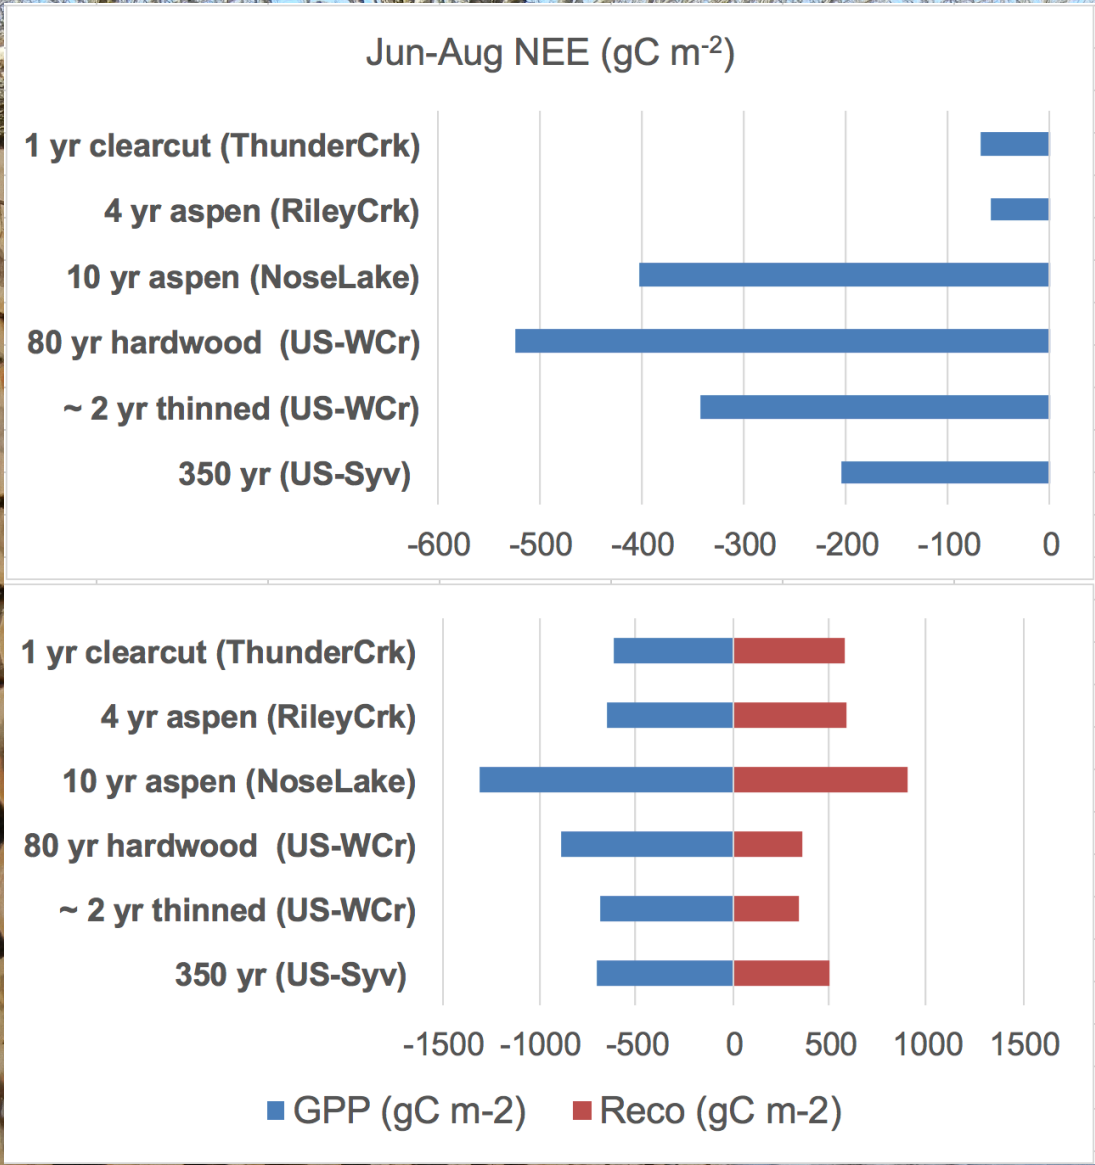 Jun-Aug NEE (gC m-2)
1 yr clearcut (ThunderCrk)
4 yr aspen (RileyCrk)
10 yr aspen (NoseLake)
80 yr hardwood (US-WCr)
~ 2 yr thinned (US-WCr)
350 yr (US-Syv)
-600 -500 -400 -300 -200 -100 0
1 yr clearcut (ThunderCrk)
4 yr aspen (RileyCrk)
10 yr aspen (NoseLake)
80 yr hardwood (US-WCr)
~ 2 yr thinned (US-WCr)
350 yr (US-Syv)
-1500 -1000 -500 0 500 1000 1500
GPP (gC m-2) Reco (gC m-2)